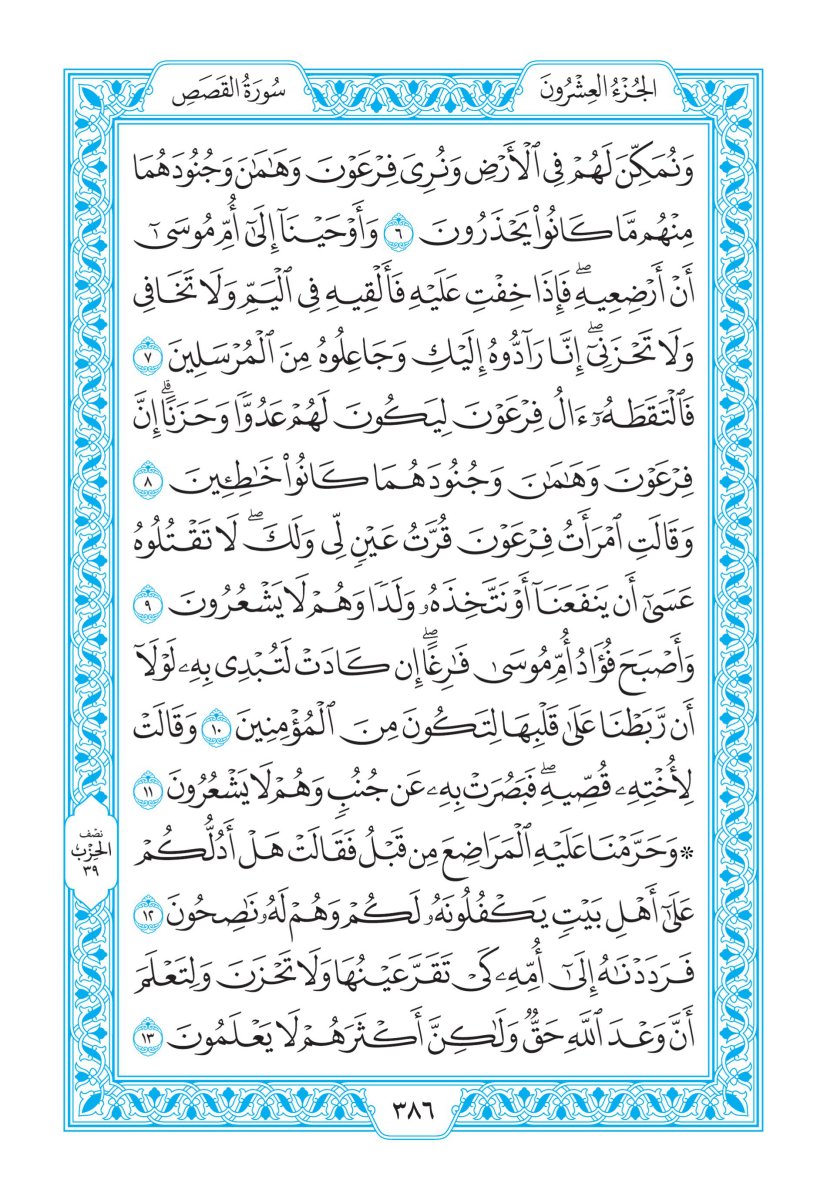 الجُزْءُ العِشْرُونَ
سُورَةُ القَصَصِ
وَنُمَكِّنَ لَهُمْ فِي ٱلْأَرْضِ وَنُرِيَ فِرْعَوْنَ وَهَٰمَٰنَ وَجُنُودَهُمَا
مِنْهُم مَّا كَانُوا۟ يَحْذَرُونَ ٦ وَأَوْحَيْنَآ إِلَىٰٓ أُمِّ مُوسَىٰٓ
أَنْ أَرْضِعِيهِۖ فَإِذَا خِفْتِ عَلَيْهِ فَأَلْقِيهِ فِي ٱلْيَمِّ وَلَا تَخَافِي
وَلَا تَحْزَنِيٓۖ إِنَّا رَآدُّوهُ إِلَيْكِ وَجَاعِلُوهُ مِنَ ٱلْمُرْسَلِينَ ٧
فَٱلْتَقَطَهُۥٓ ءَالُ فِرْعَوْنَ لِيَكُونَ لَهُمْ عَدُوًّا وَحَزَنًاۗ إِنَّ
فِرْعَوْنَ وَهَٰمَٰنَ وَجُنُودَهُمَا كَانُوا۟ خَٰطِـِٔينَ ٨
وَقَالَتِ ٱمْرَأَتُ فِرْعَوْنَ قُرَّتُ عَيْنٍ لِّي وَلَكَۖ لَا تَقْتُلُوهُ
عَسَىٰٓ أَن يَنفَعَنَآ أَوْ نَتَّخِذَهُۥ وَلَدًا وَهُمْ لَا يَشْعُرُونَ ٩
وَأَصْبَحَ فُؤَادُ أُمِّ مُوسَىٰ فَٰرِغًاۖ إِن كَادَتْ لَتُبْدِي بِهِۦ لَوْلَآ
أَن رَّبَطْنَا عَلَىٰ قَلْبِهَا لِتَكُونَ مِنَ ٱلْمُؤْمِنِينَ ١٠ وَقَالَتْ
لِأُخْتِهِۦ قُصِّيهِۖ فَبَصُرَتْ بِهِۦ عَن جُنُبٍ وَهُمْ لَا يَشْعُرُونَ ١١
* وَحَرَّمْنَا عَلَيْهِ ٱلْمَرَاضِعَ مِن قَبْلُ فَقَالَتْ هَلْ أَدُلُّكُمْ
عَلَىٰٓ أَهْلِ بَيْتٍ يَكْفُلُونَهُۥ لَكُمْ وَهُمْ لَهُۥ نَٰصِحُونَ ١٢
فَرَدَدْنَٰهُ إِلَىٰٓ أُمِّهِۦ كَيْ تَقَرَّ عَيْنُهَا وَلَا تَحْزَنَ وَلِتَعْلَمَ
أَنَّ وَعْدَ ٱللَّهِ حَقٌّ وَلَٰكِنَّ أَكْثَرَهُمْ لَا يَعْلَمُونَ ١٣
نصف
الحزب
٣٩
٣٨٦